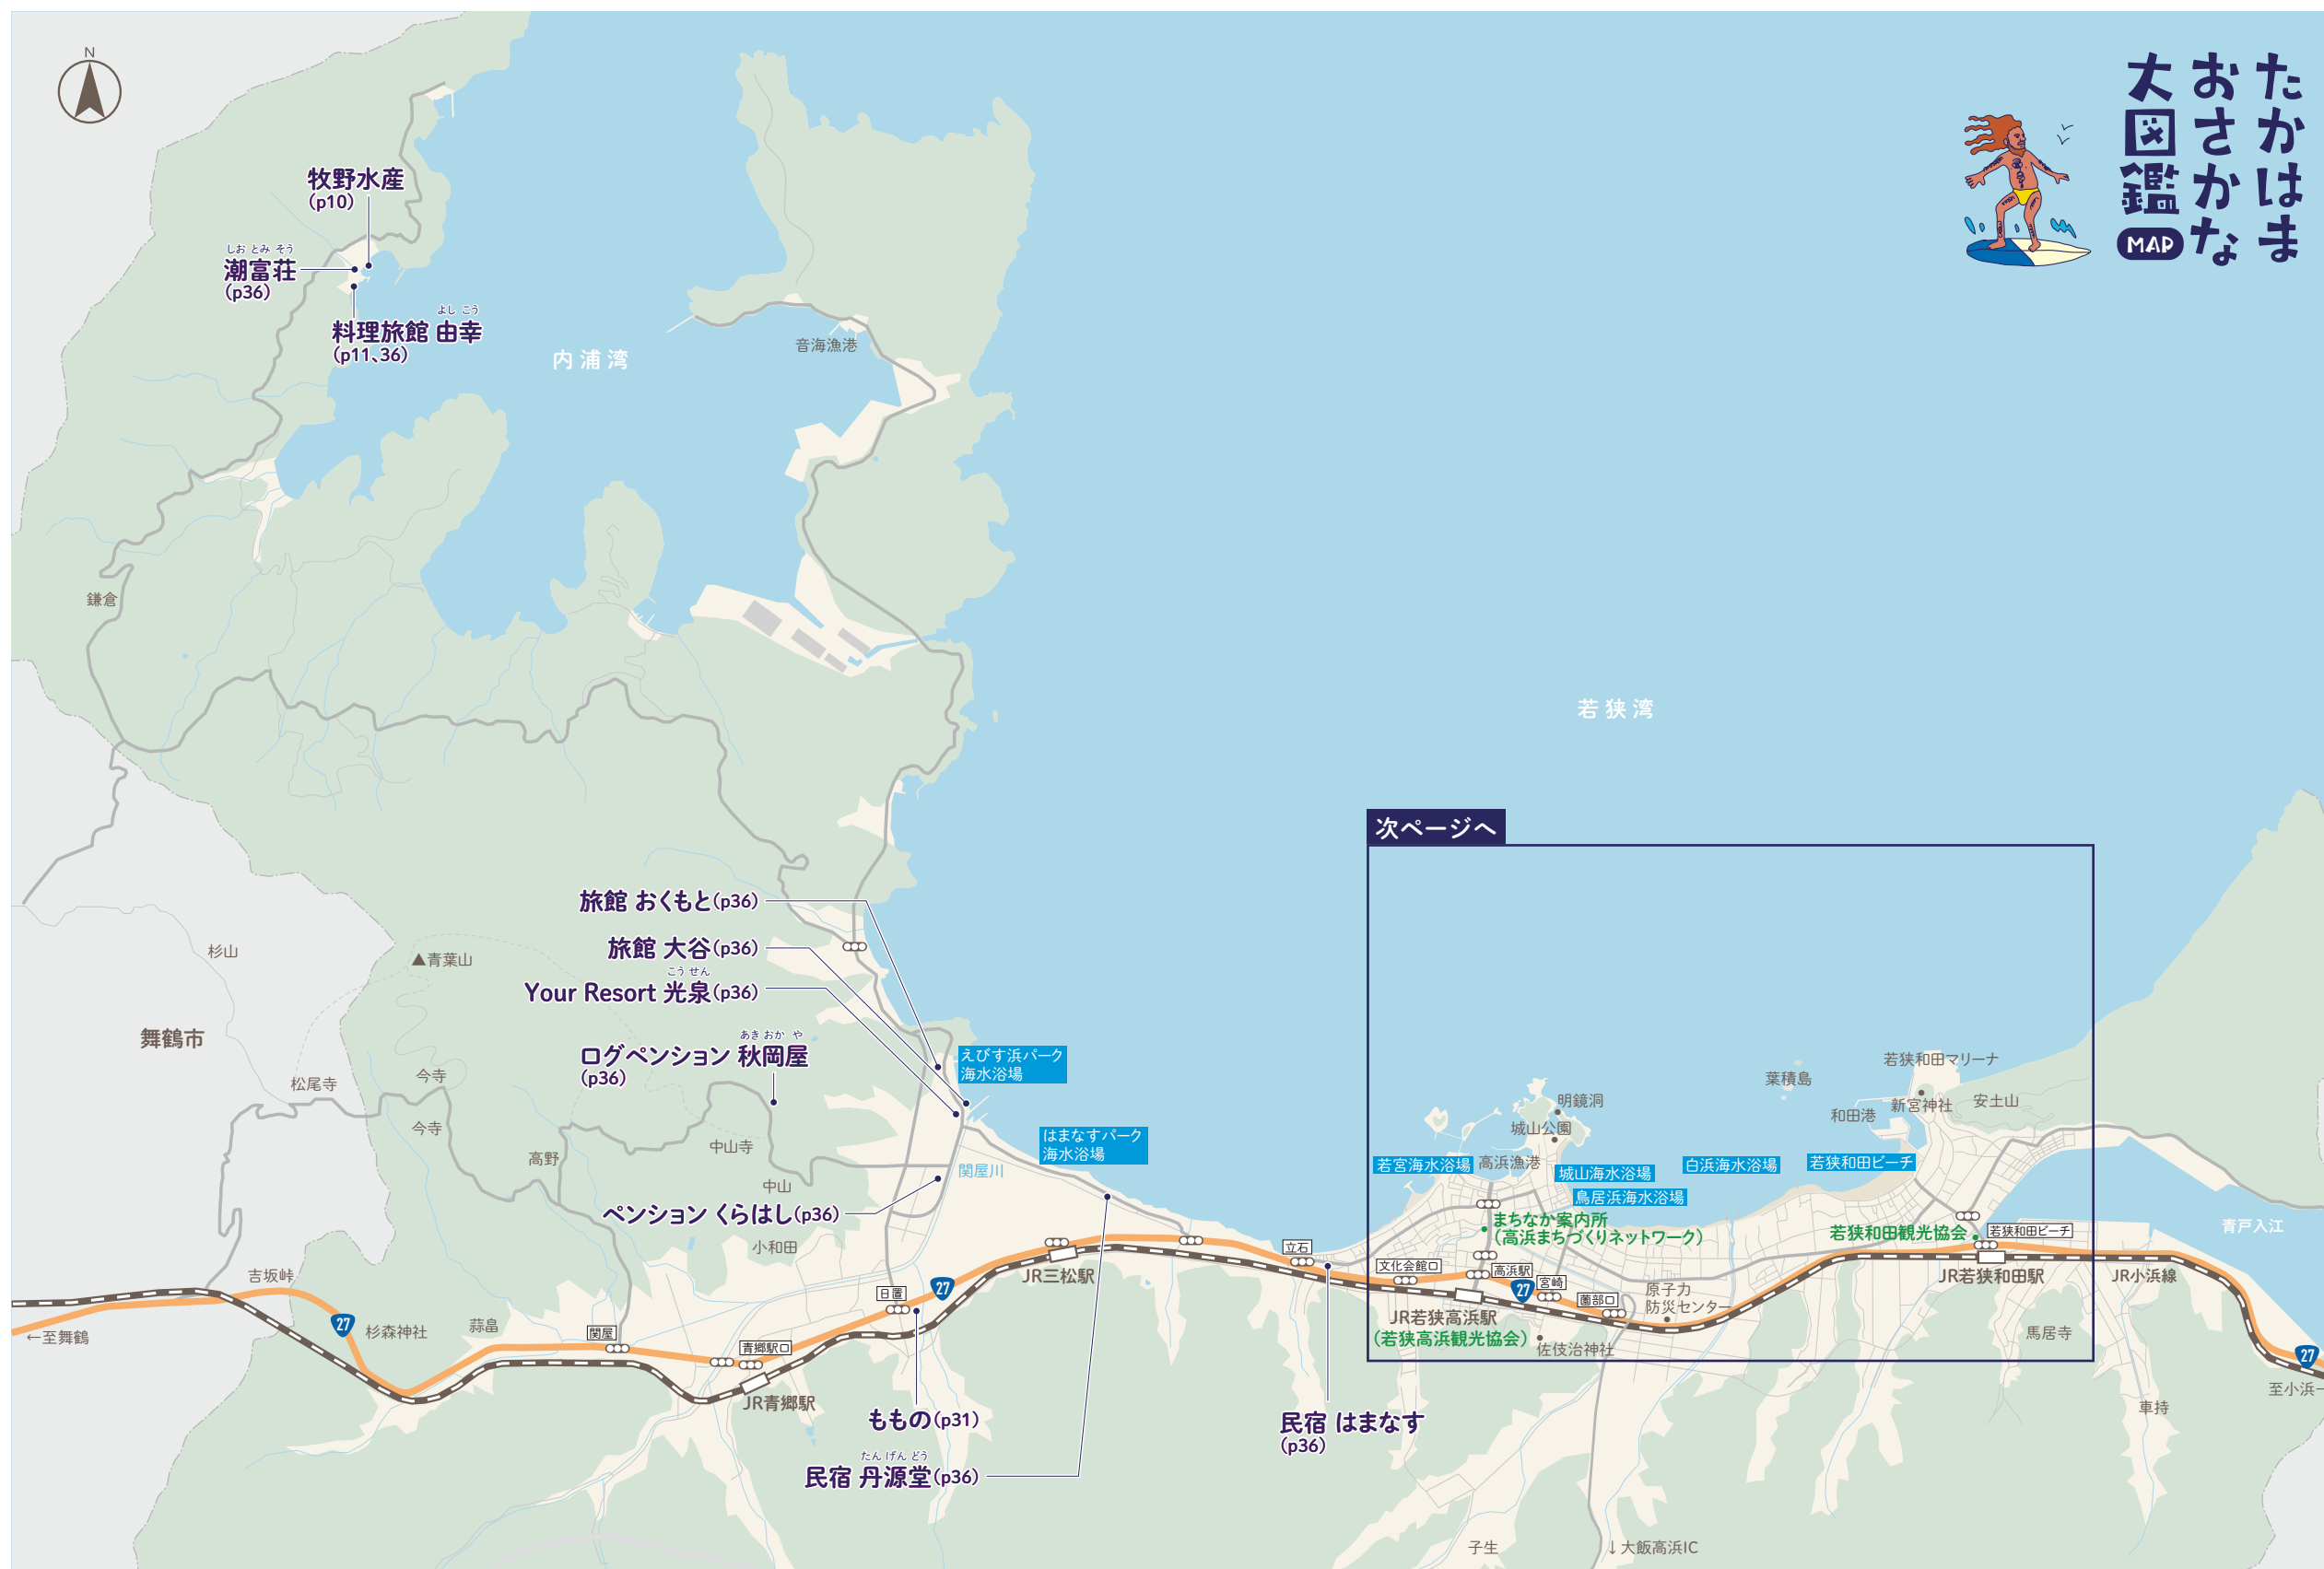 たかはま
おさかな
大図鑑
MAP
N
牧野水産
(p10)
しお とみ そう
潮富荘
(p36)
よし こう
料理旅館 由幸
(p11、36)
内浦湾
音海漁港
鎌倉
若狭湾
次ページへ
旅館 おくもと(p36)
旅館 大谷(p36)
こう せん
Your Resort 光泉(p36)
あき おか や
ログペンション 秋岡屋
(p36)
えびす浜パーク
海水浴場
はまなすパーク
海水浴場
関屋川
杉山
▲青葉山
舞鶴市
松尾寺
今寺
今寺
高野
中山寺
中山
ペンション くらはし(p36)
小和田
吉坂峠
←至舞鶴
27
杉森神社
蒜畠
関屋
青郷駅口
JR青郷駅
日置
27
JR三松駅
ももの(p31)
たん げん どう
民宿 丹源堂(p36)
立石
民宿 はまなす
(p36)
若狭和田マリーナ
葉積島
明鏡洞
城山公園
和田港
新宮神社
安土山
若宮海水浴場
高浜漁港
城山海水浴場
白浜海水浴場
若狭和田ビーチ
鳥居浜海水浴場
まちなか案内所
(高浜まちづくりネットワーク)
若狭和田観光協会
若狭和田ビーチ
青戸入江
文化会館口
高浜駅
27
宮崎
薗部口
原子力
防災センター
JR若狭和田駅
JR小浜線
JR若狭高浜駅
(若狭高浜観光協会)
佐伎治神社
馬居寺
27
至小浜→
車持
子生
↓大飯高浜IC